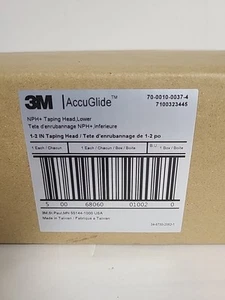 3M AccuGlide™ 70-0010-0037-4
7100323445
NPH+ Taping Head,Lower
Tete d'enrubannage NPH+,Inferieure
1-2 IN Taping Head / Tete d'enrubannage de 1-2 po
1 Each / Chacun 1 Each / Chacun / Box / Boite 1 Box / Boite
5 00 68060 01002 0
3M St.Paul,MN 55144-1000 USA
Made in Taiwan / Fabrique a Taiwan